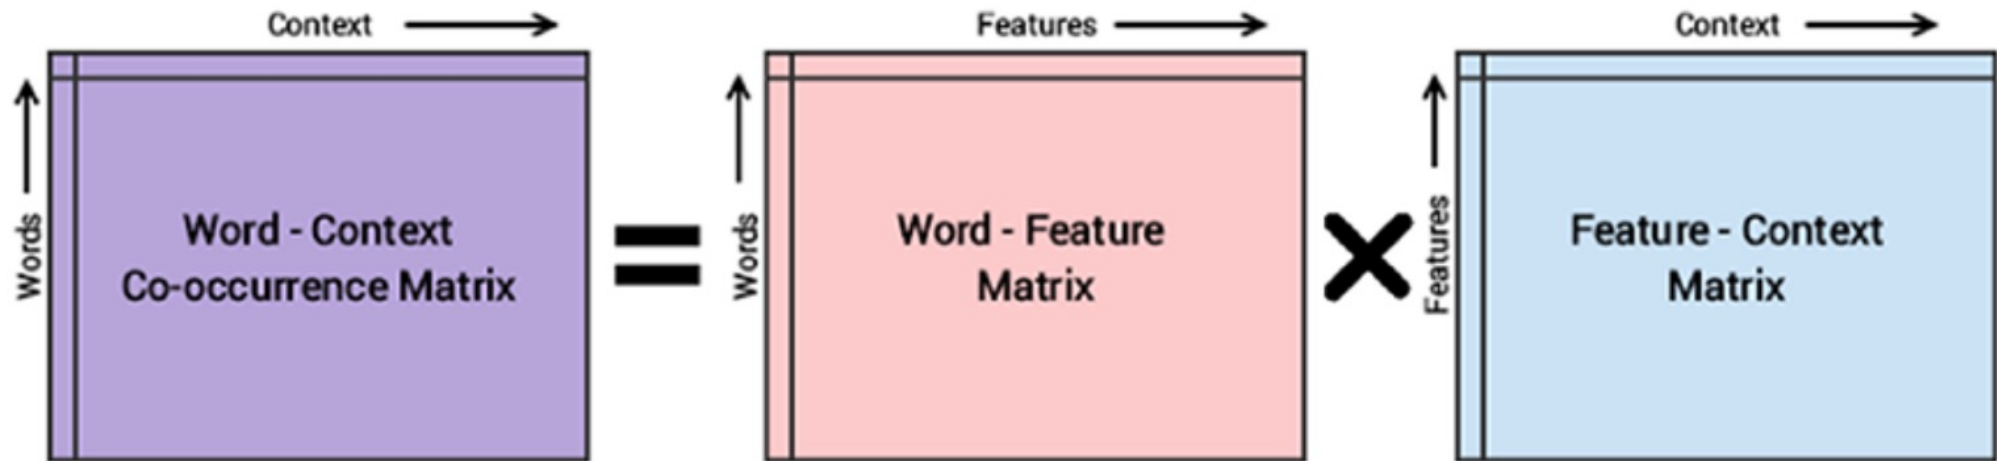 Context
Features
Context
Words
Word - Context
Co-occurrence Matrix
Words
Word - Feature
Matrix
Features
Feature - Context
Matrix